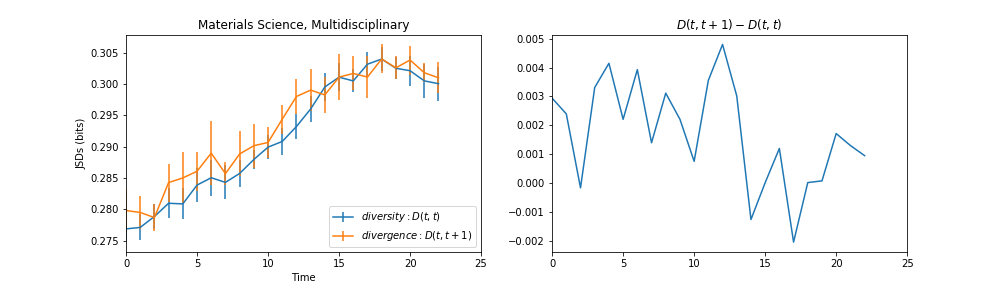 Materials Science, Multidisciplinary
JSDs (bits)
0.305
0.300
0.295
0.290
0.285
0.280
0.275
0 5 10 15 20 25
Time
diversity: D(t, t)
divergence: D(t, t+1)
D(t, t+1) − D(t, t)
0.005
0.004
0.003
0.002
0.001
0.000
−0.001
−0.002
0 5 10 15 20 25